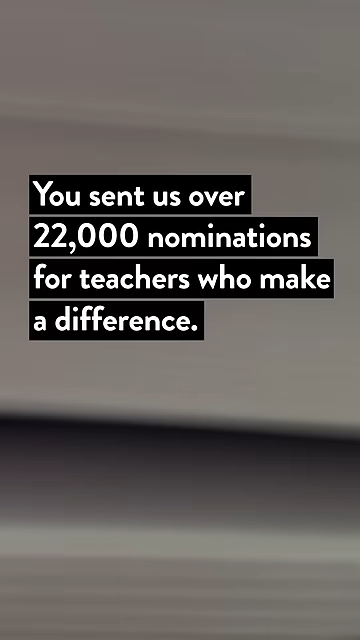 You sent us over
22,000 nominations
for teachers who make
a difference.